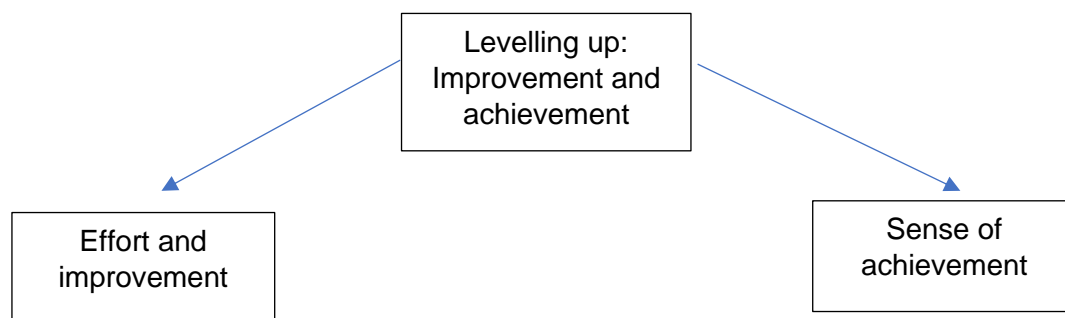 Levelling up:
Improvement and
achievement
Effort and
improvement
Sense of
achievement